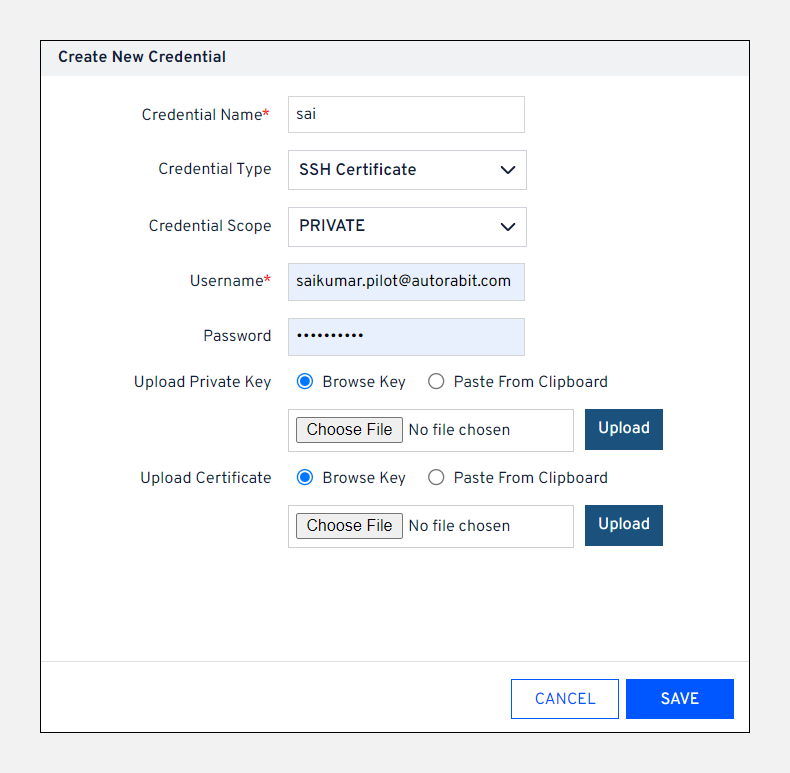 Create New Credential
Credential Name* sai
Credential Type SSH Certificate
Credential Scope PRIVATE
Username* saikumar.pilot@autorabit.com
Password ••••••••••
Upload Private Key Browse Key Paste From Clipboard
Choose File No file chosen Upload
Upload Certificate Browse Key Paste From Clipboard
Choose File No file chosen Upload
CANCEL SAVE